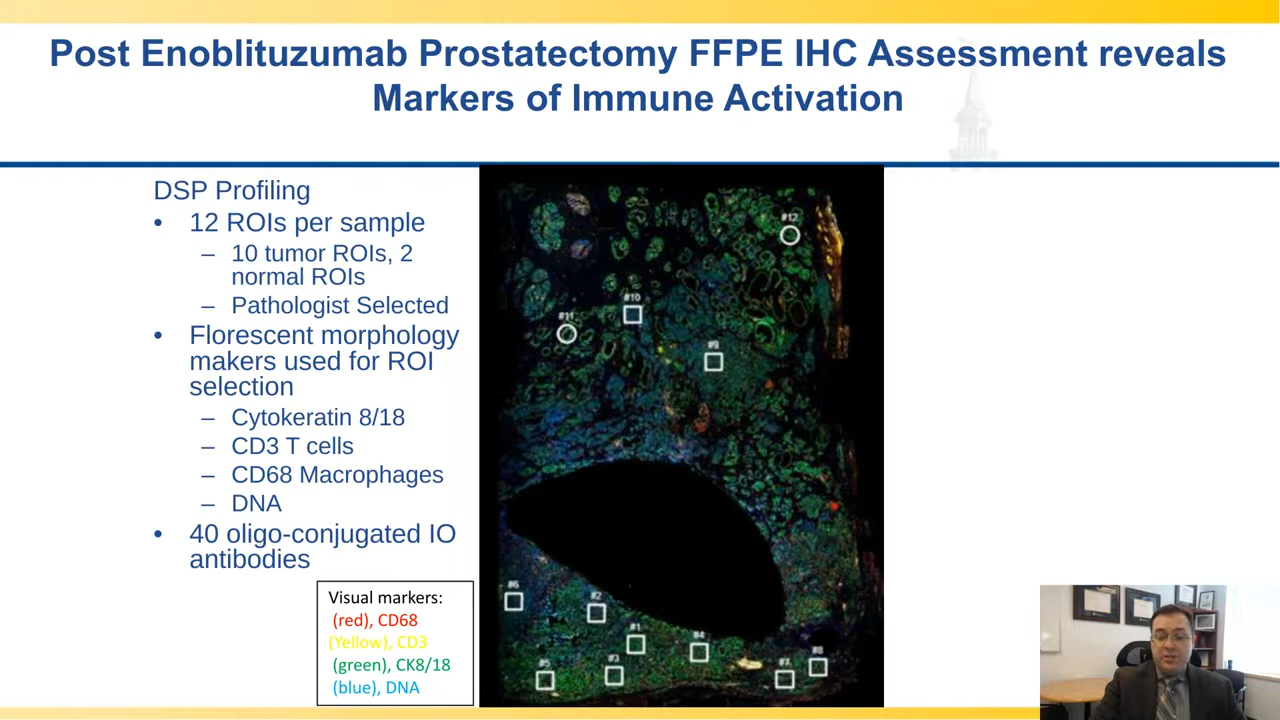 Post Enoblituzumab Prostatectomy FFPE IHC Assessment reveals
Markers of Immune Activation
DSP Profiling
• 12 ROIs per sample
– 10 tumor ROIs, 2
normal ROIs
– Pathologist Selected
• Florescent morphology
makers used for ROI
selection
– Cytokeratin 8/18
– CD3 T cells
– CD68 Macrophages
– DNA
• 40 oligo-conjugated IO
antibodies
Visual markers:
(red), CD68
(Yellow), CD3
(green), CK8/18
(blue), DNA
#12
#10
#11
#9
#6
#2
#1
#4
#8
#3
#5
#7